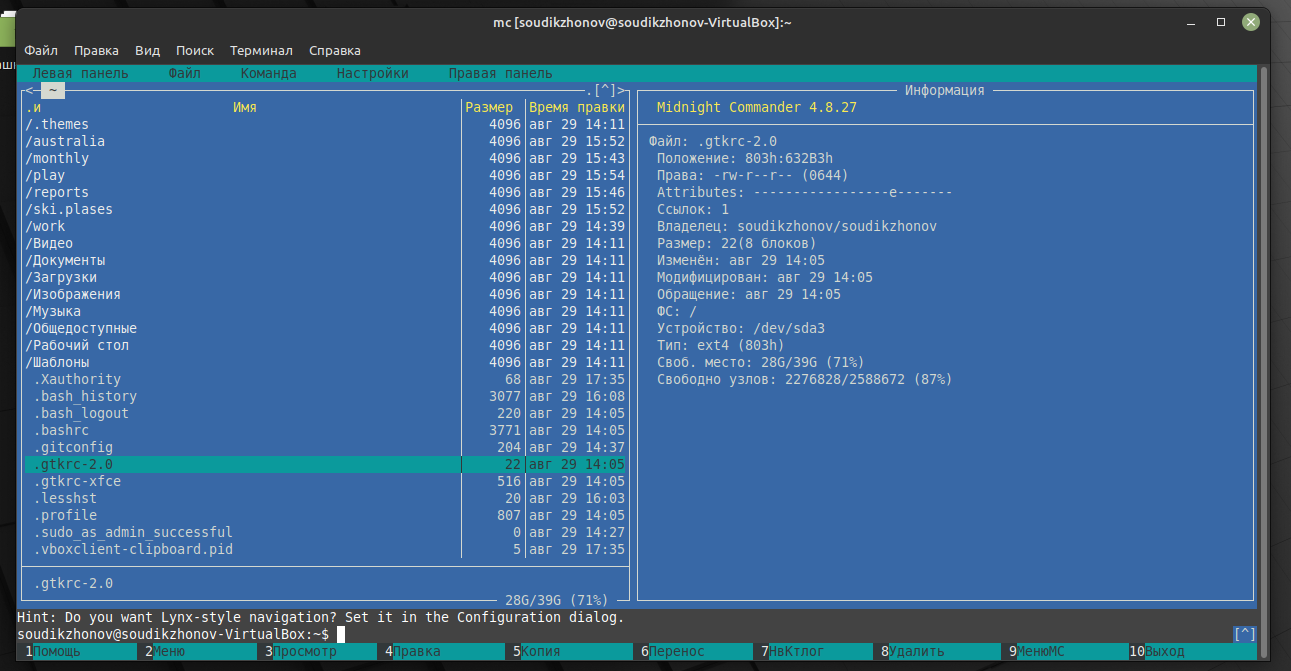 mc [soudikzhonov@soudikzhonov-VirtualBox]:~
Файл Правка Вид Поиск Терминал Справка
Левая панель Файл Команда Настройки Правая панель
<─ ~ ─.[^]>
.и Имя Размер Время правки
/.themes 4096 авг 29 14:11
/australia 4096 авг 29 15:52
/monthly 4096 авг 29 15:43
/play 4096 авг 29 15:54
/reports 4096 авг 29 15:46
/ski.plases 4096 авг 29 15:52
/work 4096 авг 29 14:39
/Видео 4096 авг 29 14:11
/Документы 4096 авг 29 14:11
/Загрузки 4096 авг 29 14:11
/Изображения 4096 авг 29 14:11
/Музыка 4096 авг 29 14:11
/Общедоступные 4096 авг 29 14:11
/Рабочий стол 4096 авг 29 14:11
/Шаблоны 4096 авг 29 14:11
.Xauthority 68 авг 29 17:35
.bash_history 3077 авг 29 16:08
.bash_logout 220 авг 29 14:05
.bashrc 3771 авг 29 14:05
.gitconfig 204 авг 29 14:37
.gtkrc-2.0 22 авг 29 14:05
.gtkrc-xfce 516 авг 29 14:05
.lesshst 20 авг 29 16:03
.profile 807 авг 29 14:05
.sudo_as_admin_successful 0 авг 29 14:27
.vboxclient-clipboard.pid 5 авг 29 17:35
.gtkrc-2.0
28G/39G (71%)
Информация
Midnight Commander 4.8.27
Файл: .gtkrc-2.0
Положение: 803h:632B3h
Права: -rw-r--r-- (0644)
Attributes: -----------------e-------
Ссылок: 1
Владелец: soudikzhonov/soudikzhonov
Размер: 22(8 блоков)
Изменён: авг 29 14:05
Модифицирован: авг 29 14:05
Обращение: авг 29 14:05
ФС: /
Устройство: /dev/sda3
Тип: ext4 (803h)
Своб. место: 28G/39G (71%)
Свободно узлов: 2276828/2588672 (87%)
Hint: Do you want Lynx-style navigation? Set it in the Configuration dialog.
soudikzhonov@soudikzhonov-VirtualBox:~$ [^]
1Помощь 2Меню 3Просмотр 4Правка 5Копия 6Перенос 7НвКтлог 8Удалить 9МенюMC 10Выход